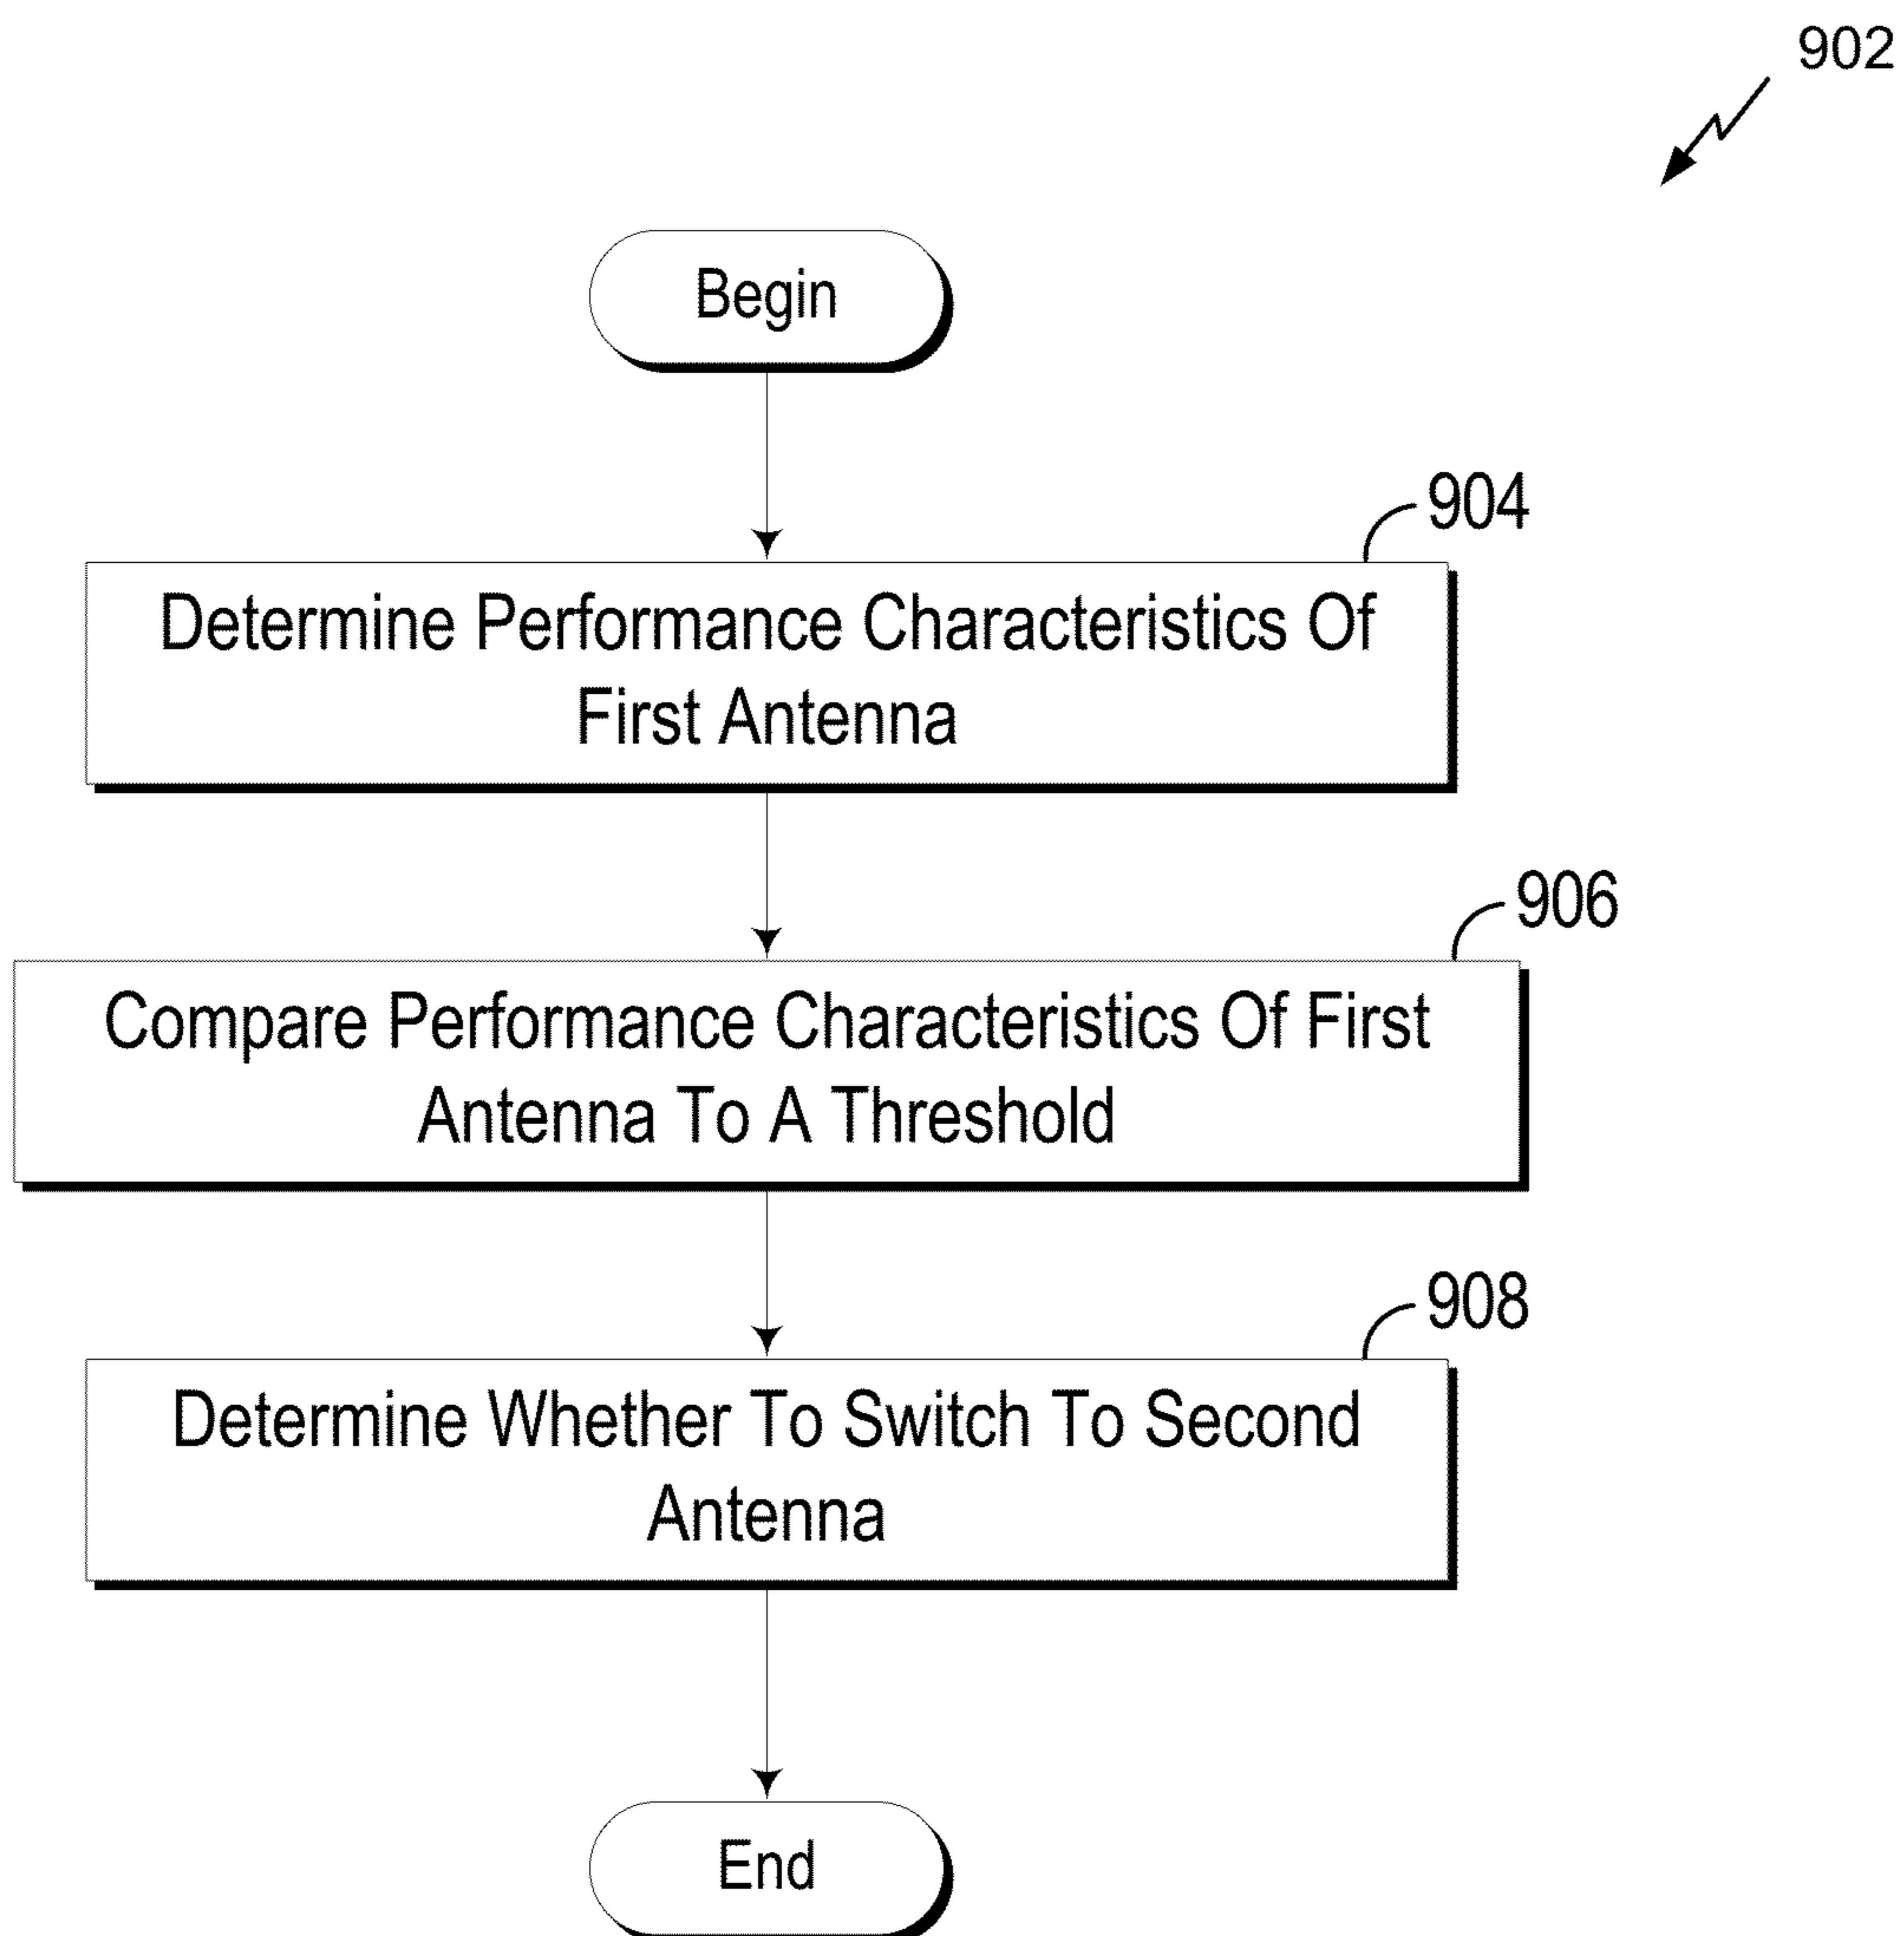 902
Begin
904
Determine Performance Characteristics Of
First Antenna
906
Compare Performance Characteristics Of First
Antenna To A Threshold
908
Determine Whether To Switch To Second
Antenna
End